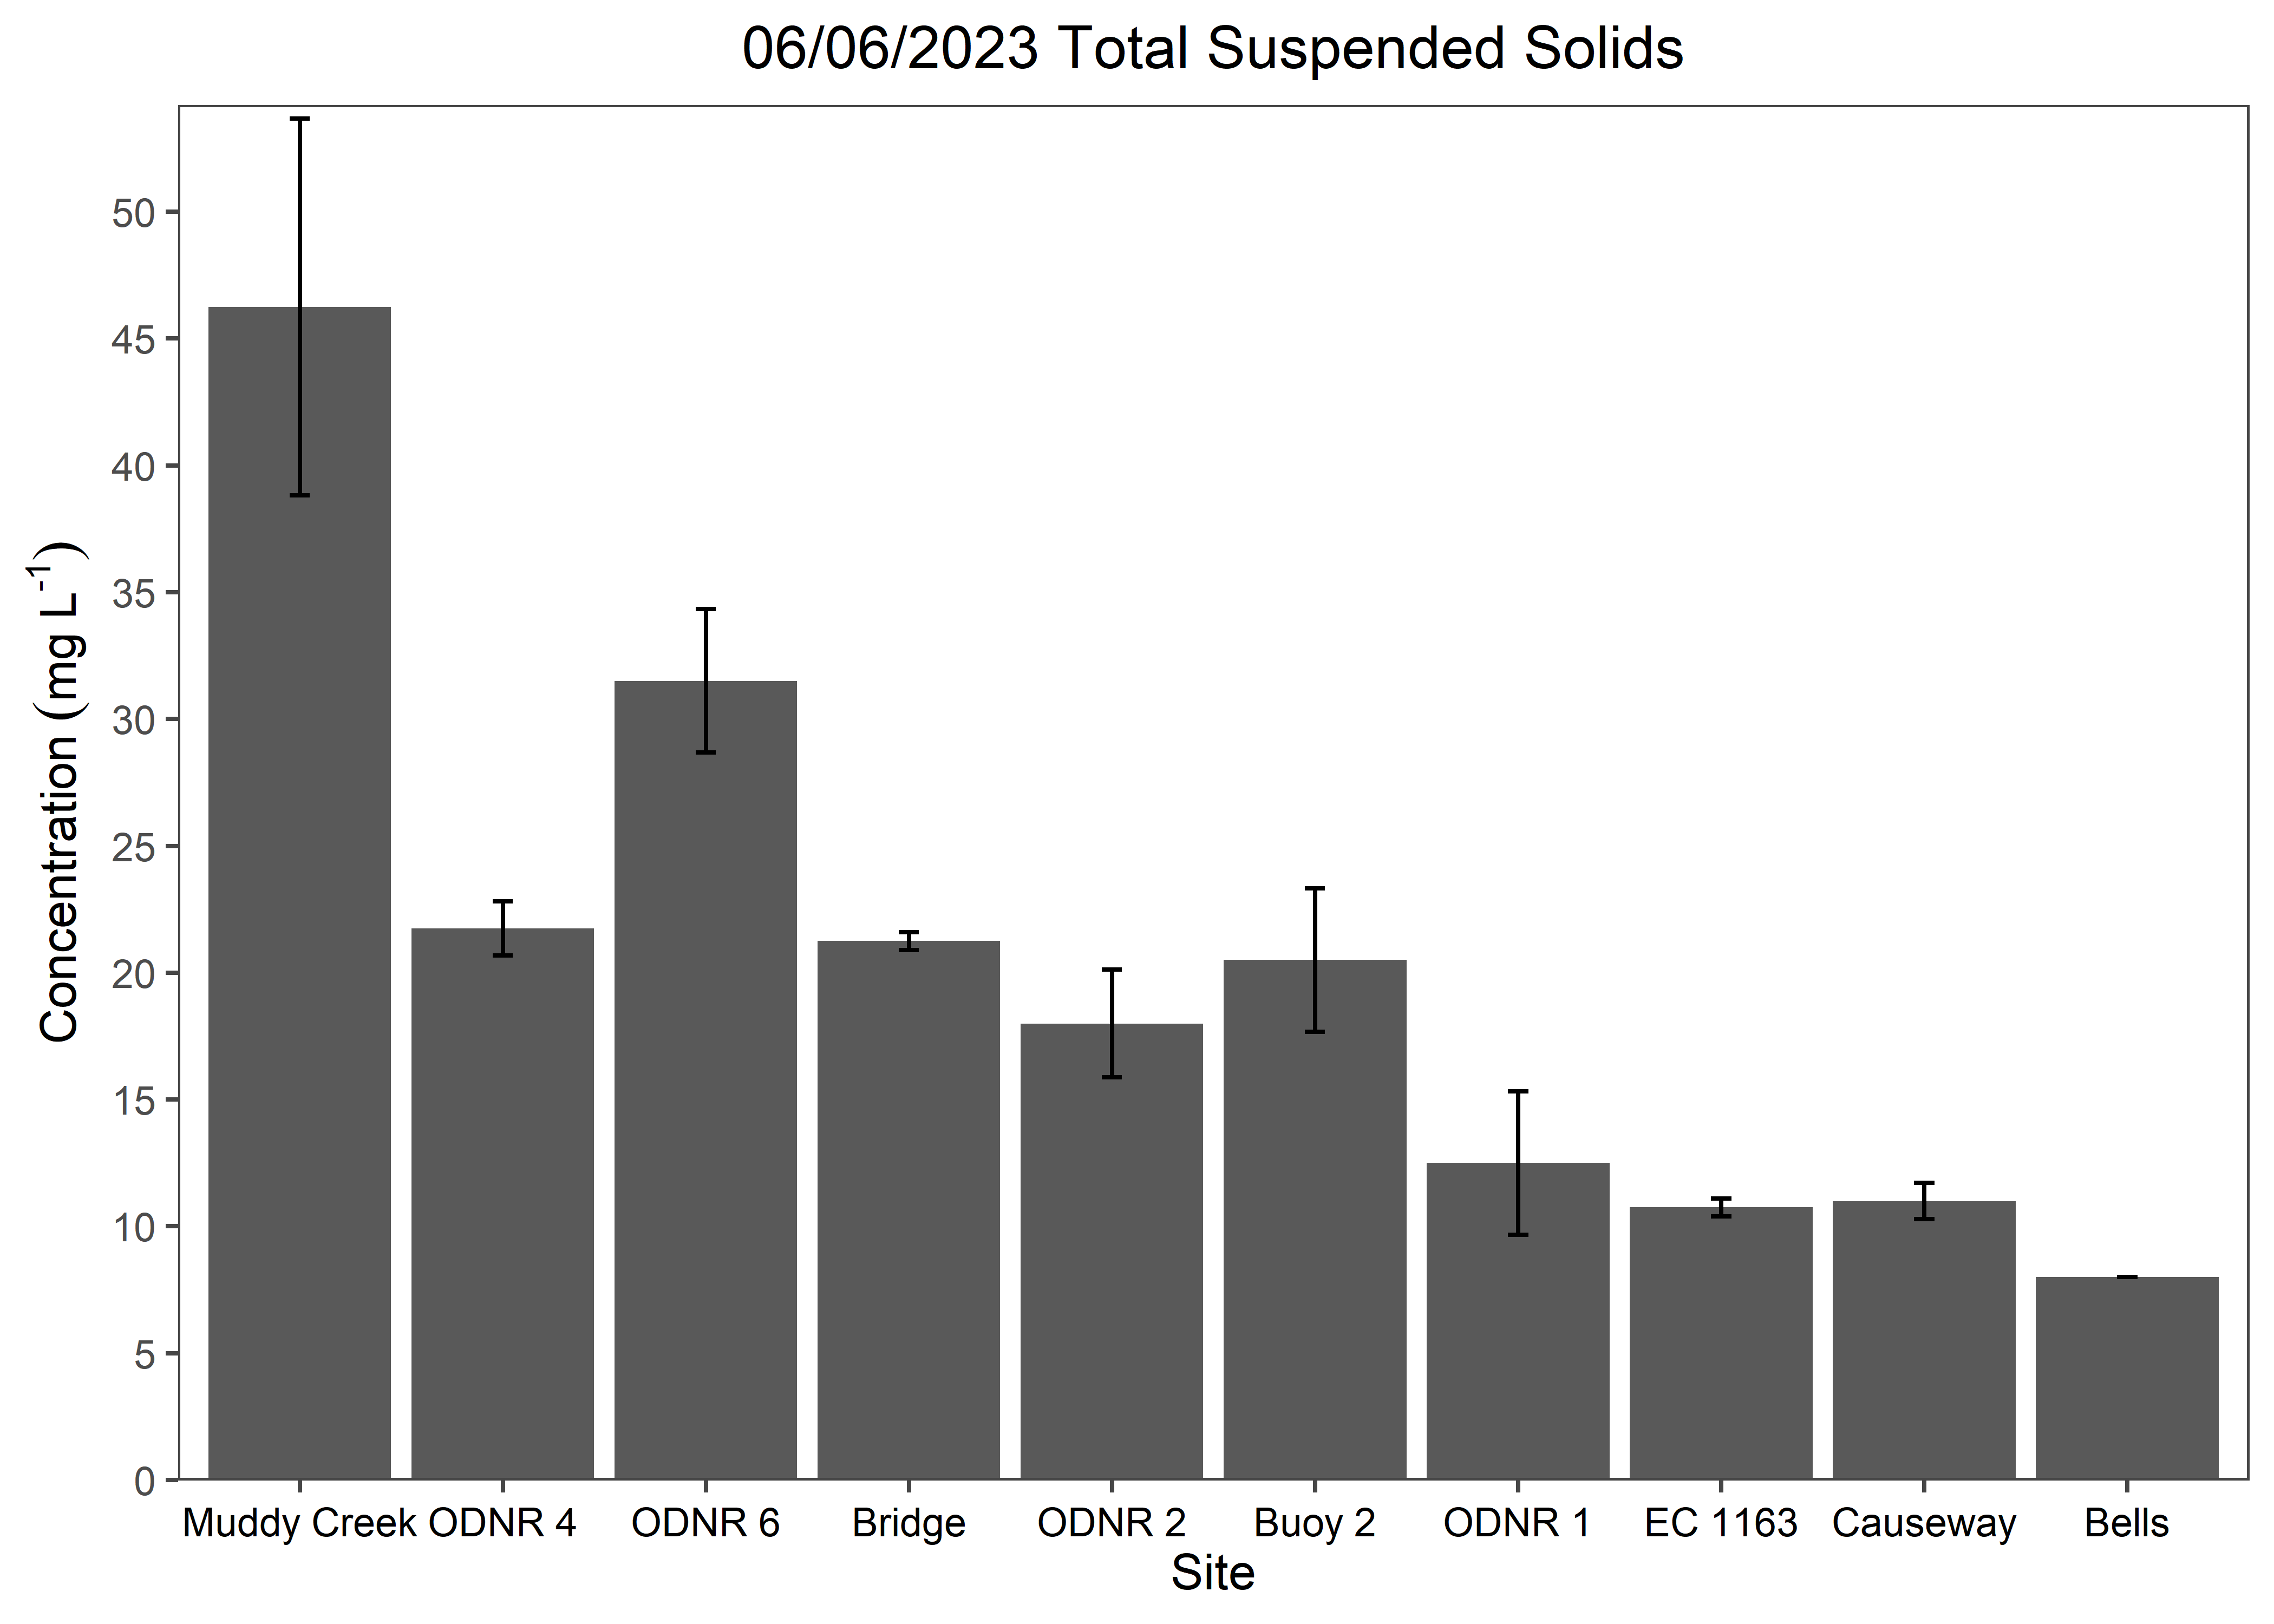 06/06/2023 Total Suspended Solids
Concentration (mg L⁻¹)
50
45
40
35
30
25
20
15
10
5
0
Muddy Creek ODNR 4 ODNR 6 Bridge ODNR 2 Buoy 2 ODNR 1 EC 1163 Causeway Bells
Site